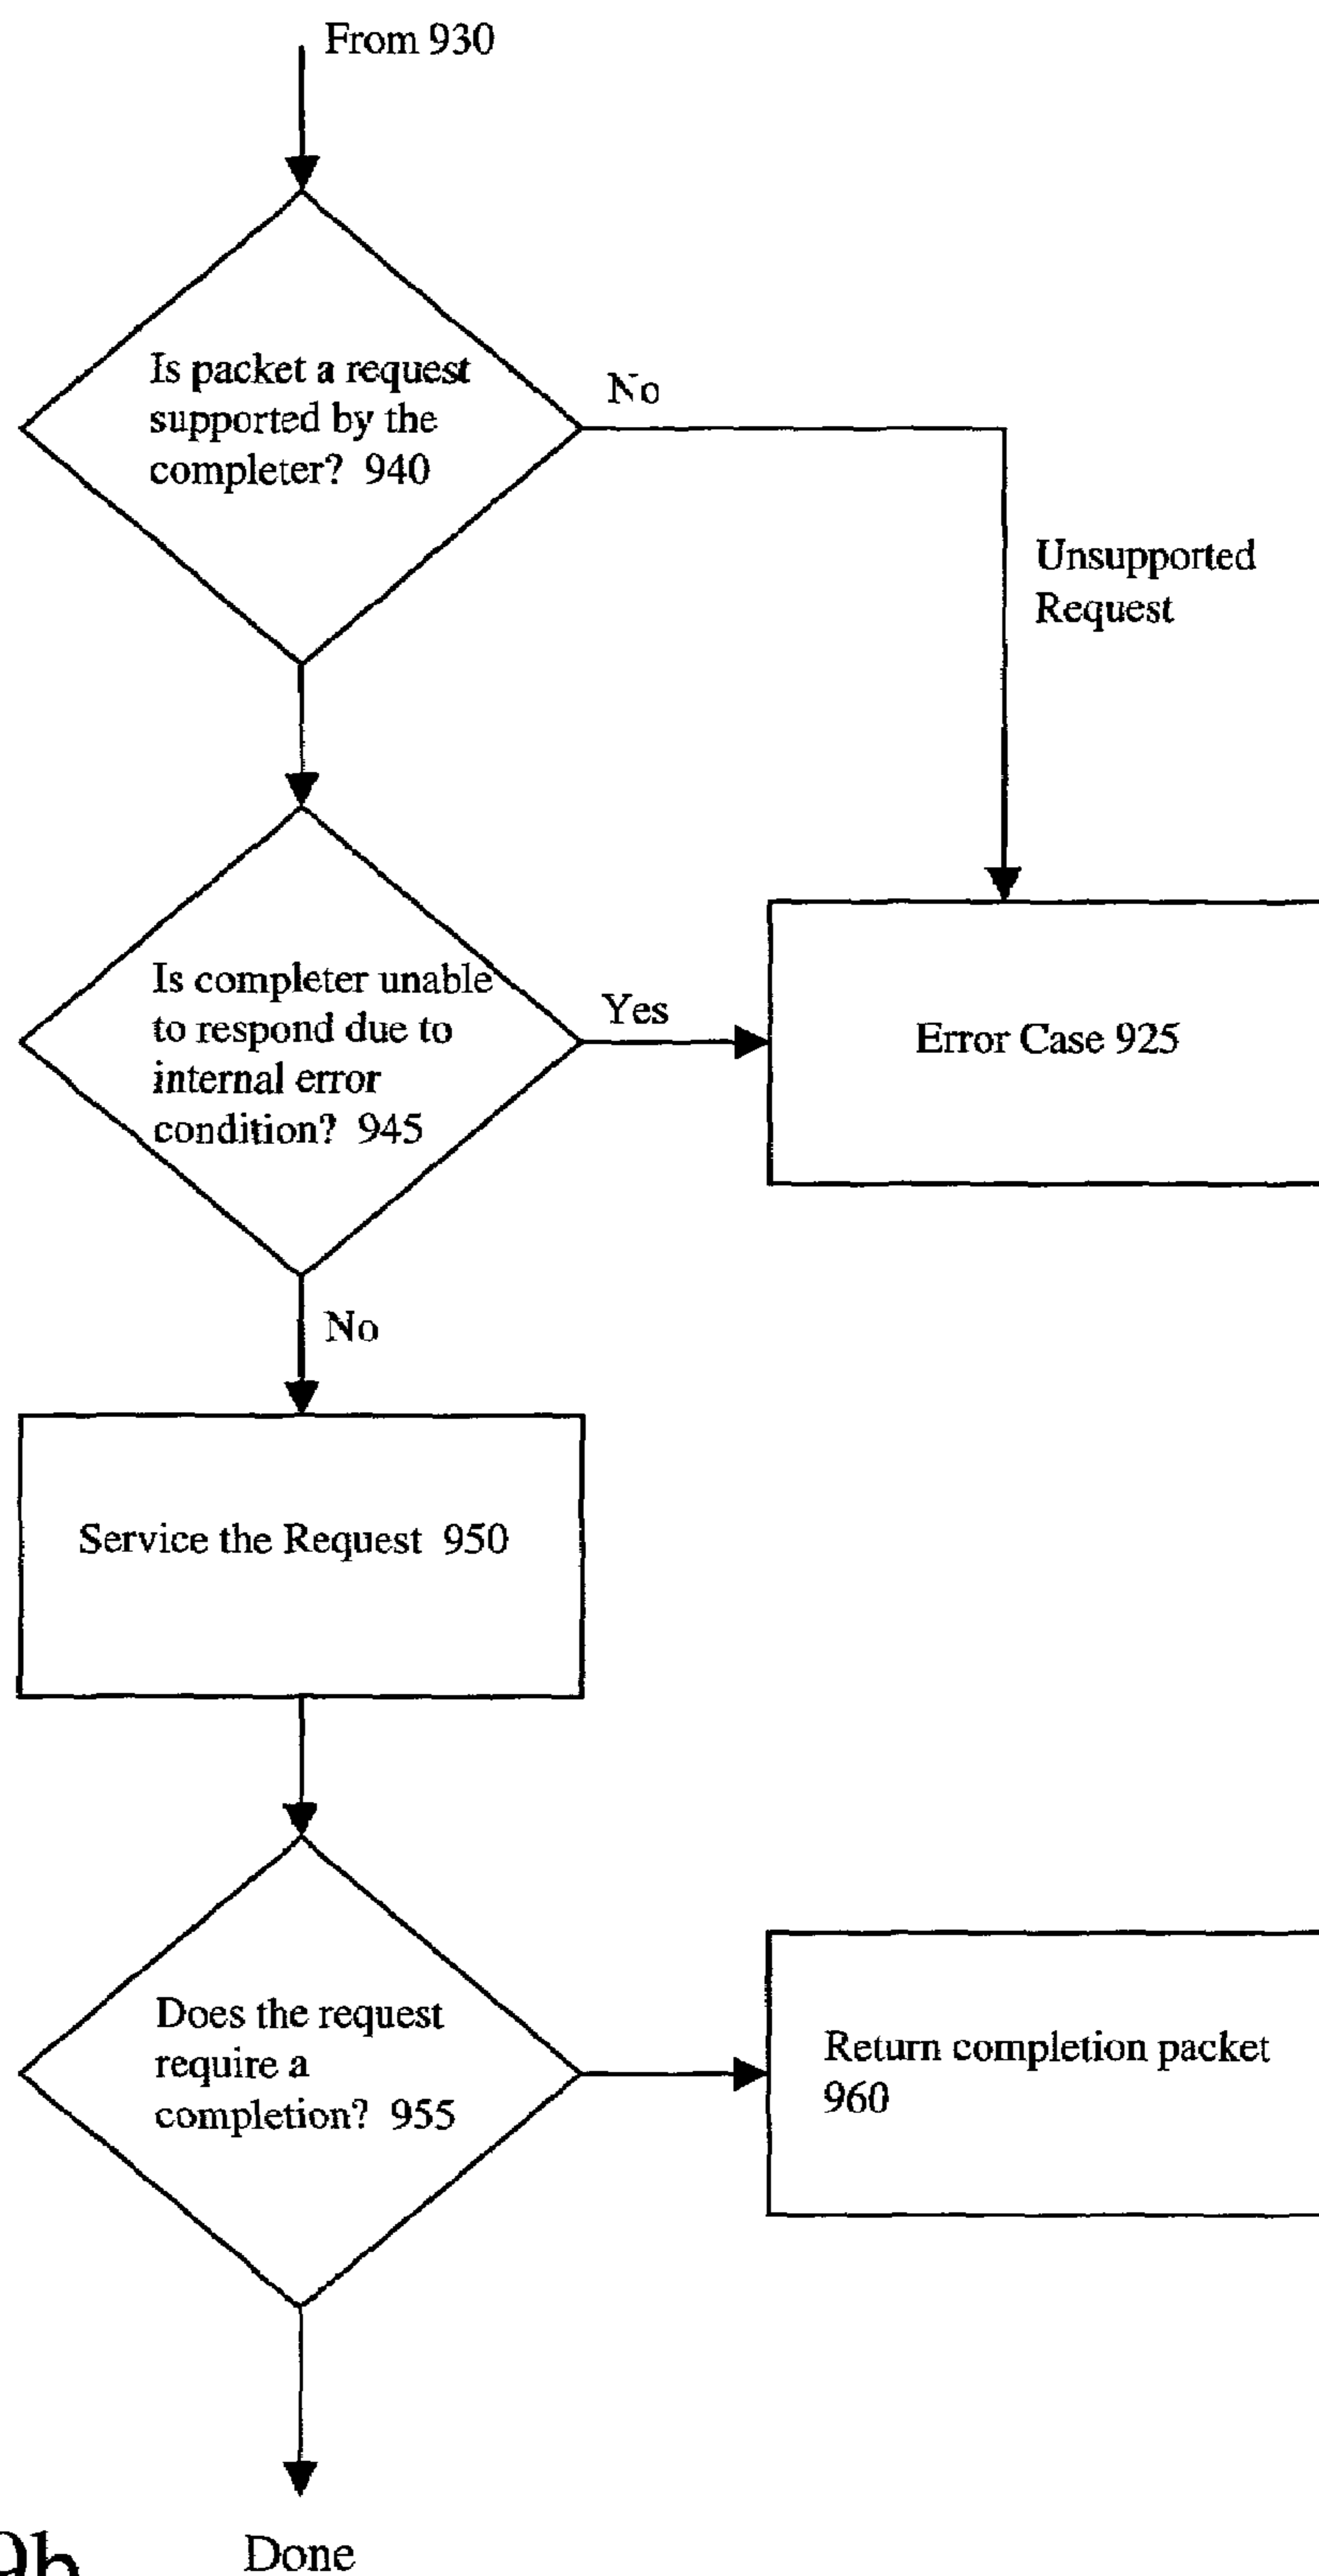 From 930
Is packet a request
supported by the
completer? 940
No
Unsupported
Request
Is completer unable
to respond due to
internal error
condition? 945
Yes
Error Case 925
No
Service the Request 950
Does the request
require a
completion? 955
Return completion packet
960
9b
Done